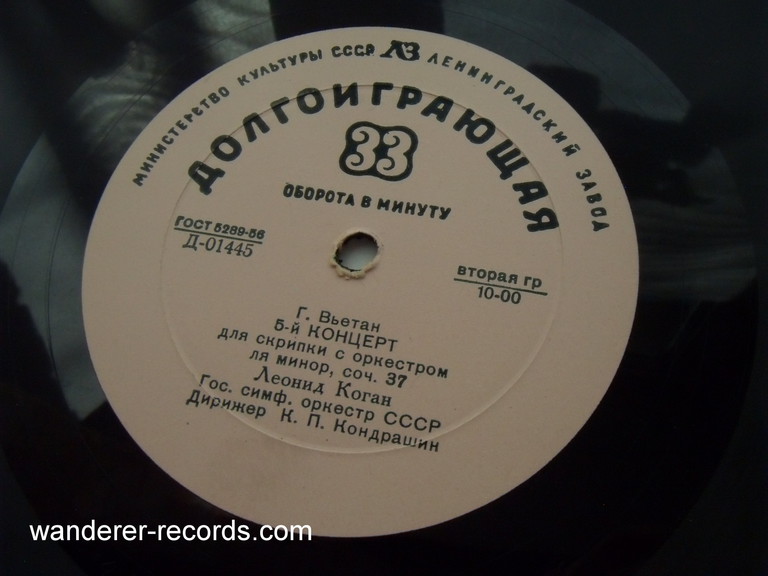 МИНИСТЕРСТВО КУЛЬТУРЫ СССР ЛЗ ЛЕНИНГРАДСКИЙ ЗАВОД
ДОЛГОИГРАЮЩАЯ
33
ОБОРОТА В МИНУТУ
ГОСТ 5289-56
Д-01445
вторая гр
10-00
Г. Вьетан
5-й КОНЦЕРТ
для скрипки с оркестром
ля минор, соч. 37
Леонид Коган
Гос. симф. оркестр СССР
Дирижер К. П. Кондрашин
wanderer-records.com